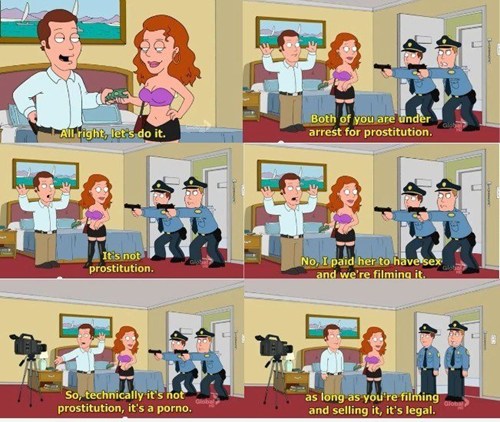 All right, let's do it.
Both of you are under
arrest for prostitution.
It's not
prostitution.
No, I paid her to have sex
and we're filming it.
So, technically it's not
prostitution, it's a porno.
as long as you're filming
and selling it, it's legal.